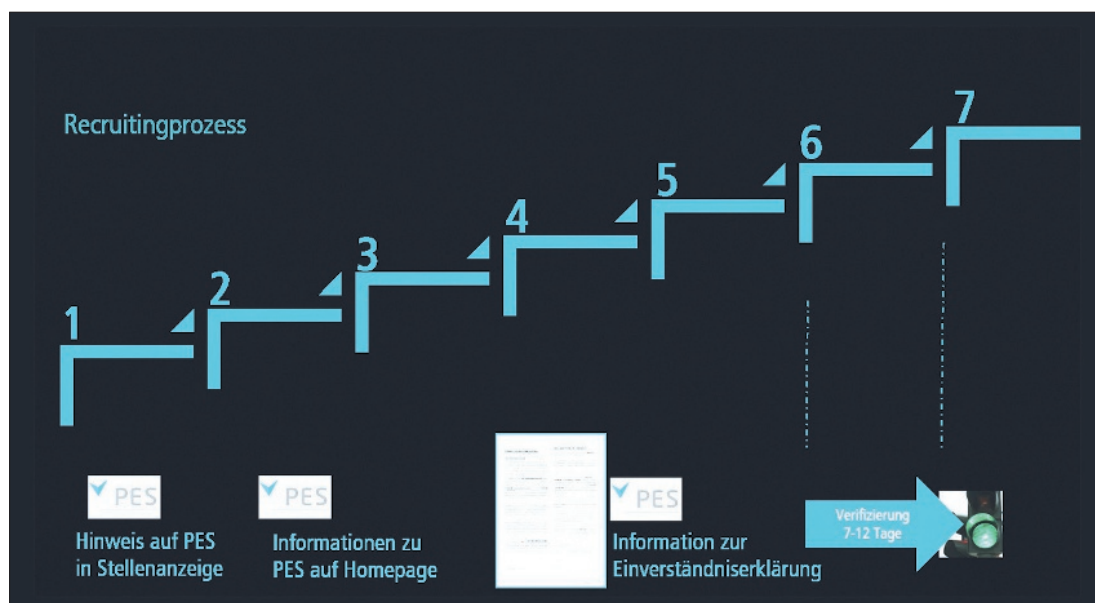 Recruitingprozess
1
2
3
4
5
6
7
PES
Hinweis auf PES
in Stellenanzeige
PES
Informationen zu
PES auf Homepage
PES
Information zur
Einverständniserklärung
Verifizierung
7-12 Tage